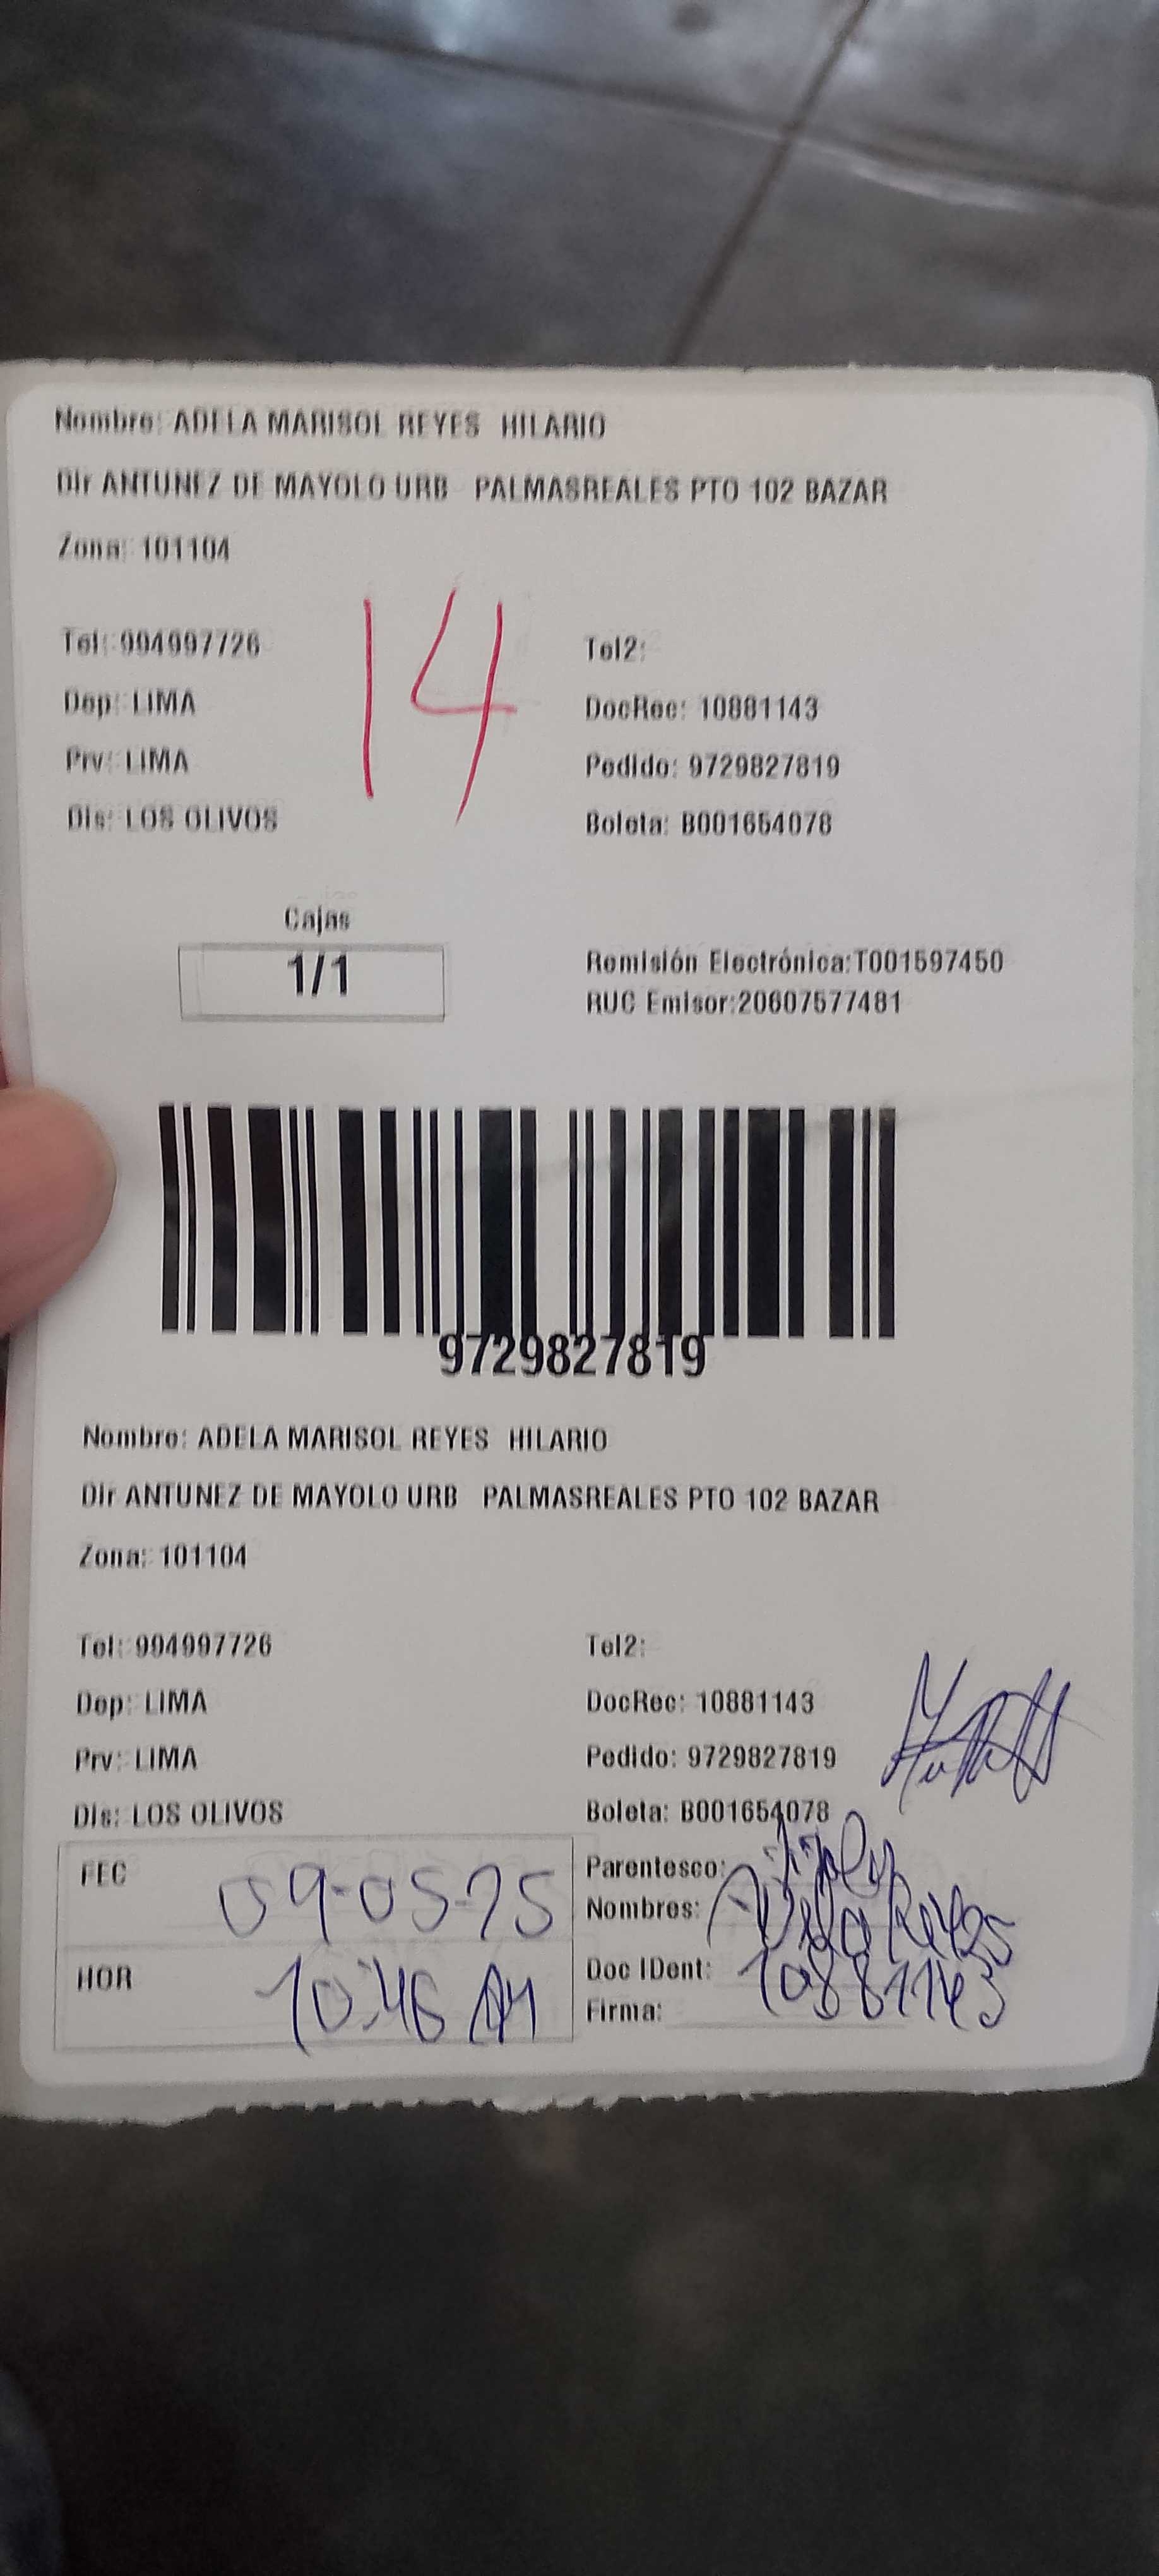 Nombre: ADELA MARISOL REYES HILARIO
Dir ANTUNEZ DE MAYOLO URB PALMASREALES PTO 102 BAZAR
Zona: 101104
14
Tel: 994997726 Tel2:
Dep: LIMA DocRec: 10881143
Prv: LIMA Pedido: 9729827819
Dis: LOS OLIVOS Boleta: B001654078
Cajas
1/1
Remisión Electrónica:T001597450
RUC Emisor:20607577481
9729827819
Nombre: ADELA MARISOL REYES HILARIO
Dir ANTUNEZ DE MAYOLO URB PALMASREALES PTO 102 BAZAR
Zona: 101104
Tel: 994997726 Tel2:
Dep: LIMA DocRec: 10881143
Prv: LIMA Pedido: 9729827819
Dis: LOS OLIVOS Boleta: B001654078
FEC 09-05-25
Parentesco:
Nombres: Adela Reyes
HOR 10:46 AM
Doc IDent: 10881143
Firma: